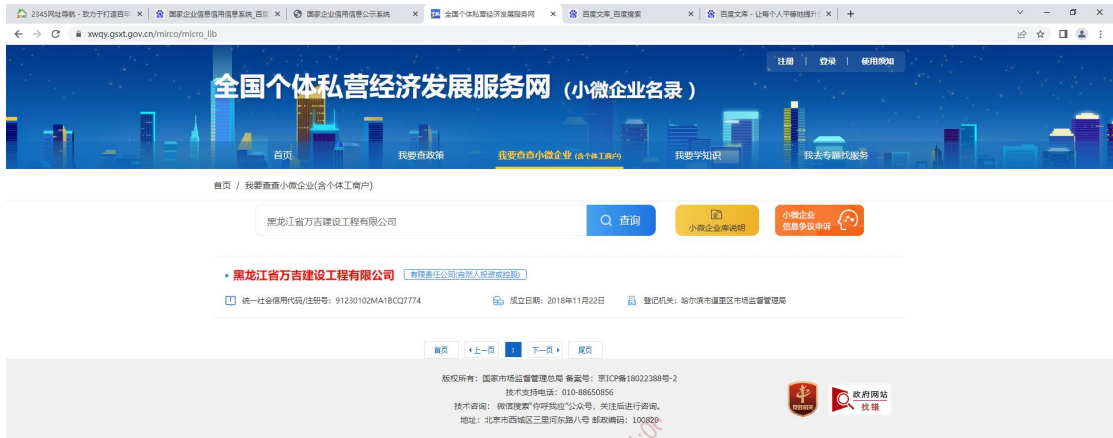 2345网址导航 - 致力于打造百年
国家企业信用信息系统_百度
国家企业信用信息公示系统
全国个体私营经济发展服务网
百度文库_百度搜索
百度文库 - 让每个人平等地提升
xwqy.gsxt.gov.cn/mirco/micro_lib
注册 | 登录 | 使用须知
全国个体私营经济发展服务网（小微企业名录）
首页 我要查政策 我要查查小微企业 (含个体工商户) 我要学知识 我去专题找服务
首页 / 我要查查小微企业(含个体工商户)
黑龙江省万吉建设工程有限公司
查询
小微企业库说明
小微企业
信息争议申诉
黑龙江省万吉建设工程有限公司 有限责任公司(自然人投资或控股)
统一社会信用代码/注册号：91230102MA1BCQ7774 成立日期：2018年11月22日 登记机关：哈尔滨市道里区市场监督管理局
首页 上一页 1 下一页 尾页
版权所有：国家市场监督管理总局 备案号：京ICP备18022388号-2
技术支持电话：010-88650856
技术咨询：微信搜索"你呼我应"公众号，关注后进行咨询。
地址：北京市西城区三里河东路八号 邮政编码：100820
党政机关
政府网站
找错